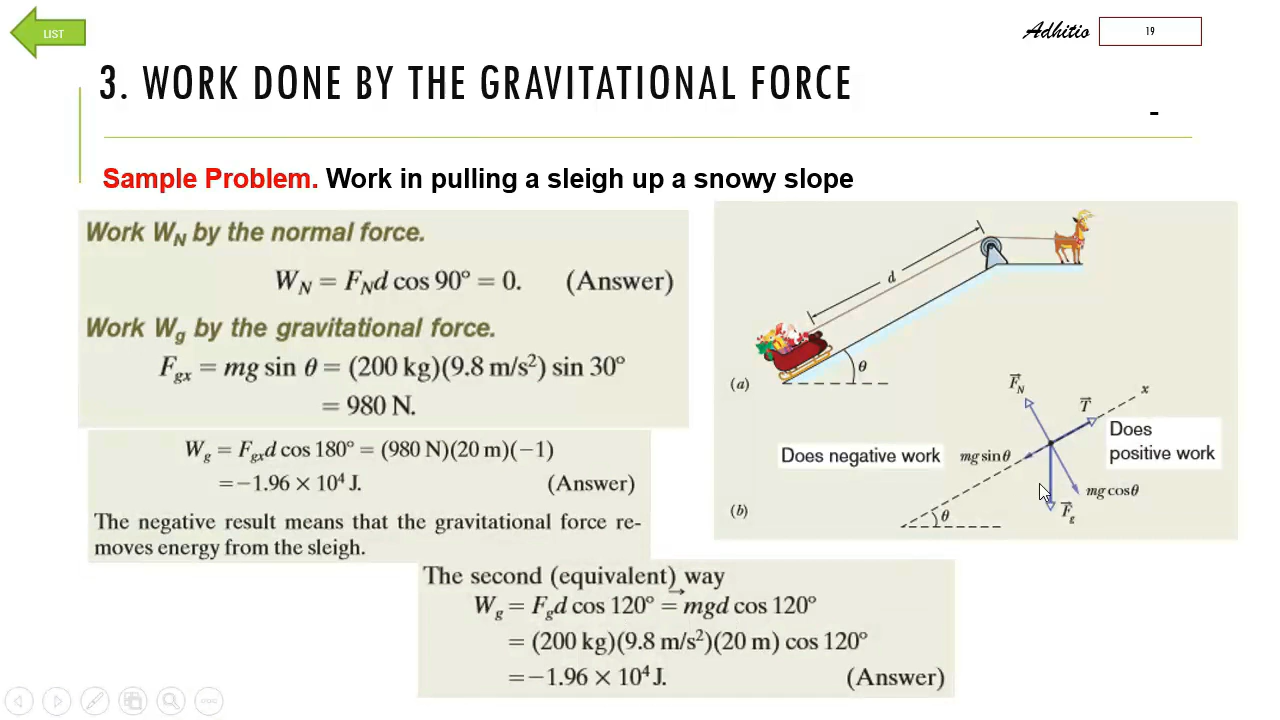 LIST
Adhitio
19
3. WORK DONE BY THE GRAVITATIONAL FORCE
-
Sample Problem. Work in pulling a sleigh up a snowy slope
Work W_N by the normal force.
W_N = F_N d cos 90° = 0. (Answer)
Work W_g by the gravitational force.
F_gx = mg sin θ = (200 kg)(9.8 m/s²) sin 30°
= 980 N.
W_g = F_gx d cos 180° = (980 N)(20 m)(−1)
= −1.96 × 10⁴ J. (Answer)
The negative result means that the gravitational force re-
moves energy from the sleigh.
The second (equivalent) way
W_g = F_g d cos 120° = mgd cos 120°
= (200 kg)(9.8 m/s²)(20 m) cos 120°
= −1.96 × 10⁴ J. (Answer)
d
θ
(a)
F⃗_N
T⃗
x
Does
positive work
Does negative work
mg sin θ
mg cos θ
F⃗_g
θ
(b)